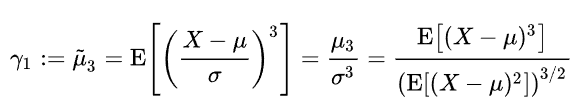 γ₁ := μ̃₃ = E[((X − μ)/σ)³] = μ₃/σ³ = E[(X − μ)³]/(E[(X − μ)²])^{3/2}